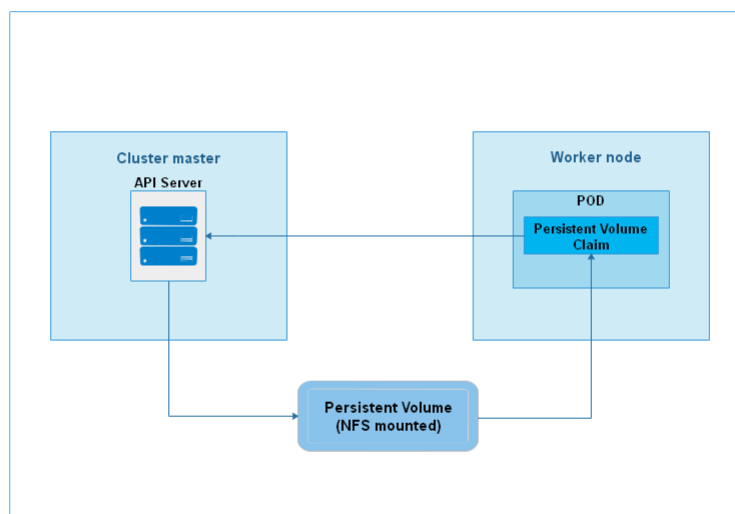 Cluster master
API Server
Worker node
POD
Persistent Volume
Claim
Persistent Volume
(NFS mounted)